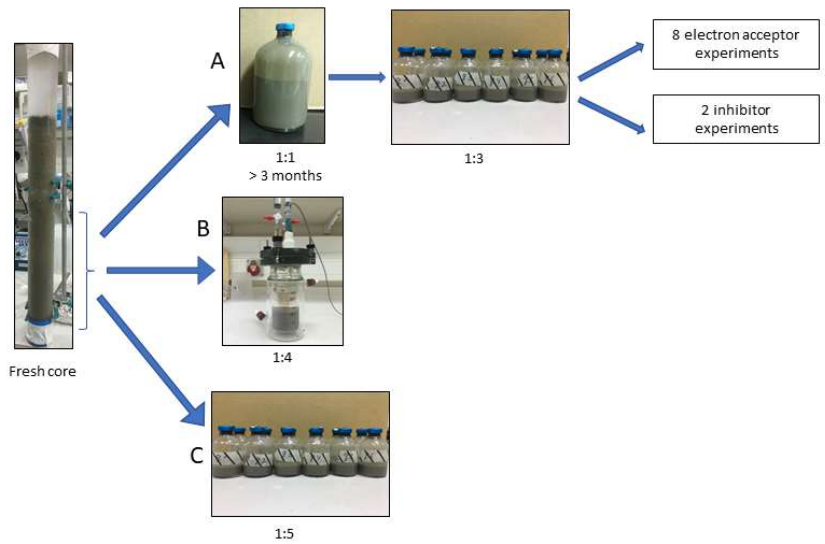 A
8 electron acceptor
experiments
2 inhibitor
experiments
1:1
> 3 months
1:3
B
1:4
Fresh core
C
1:5